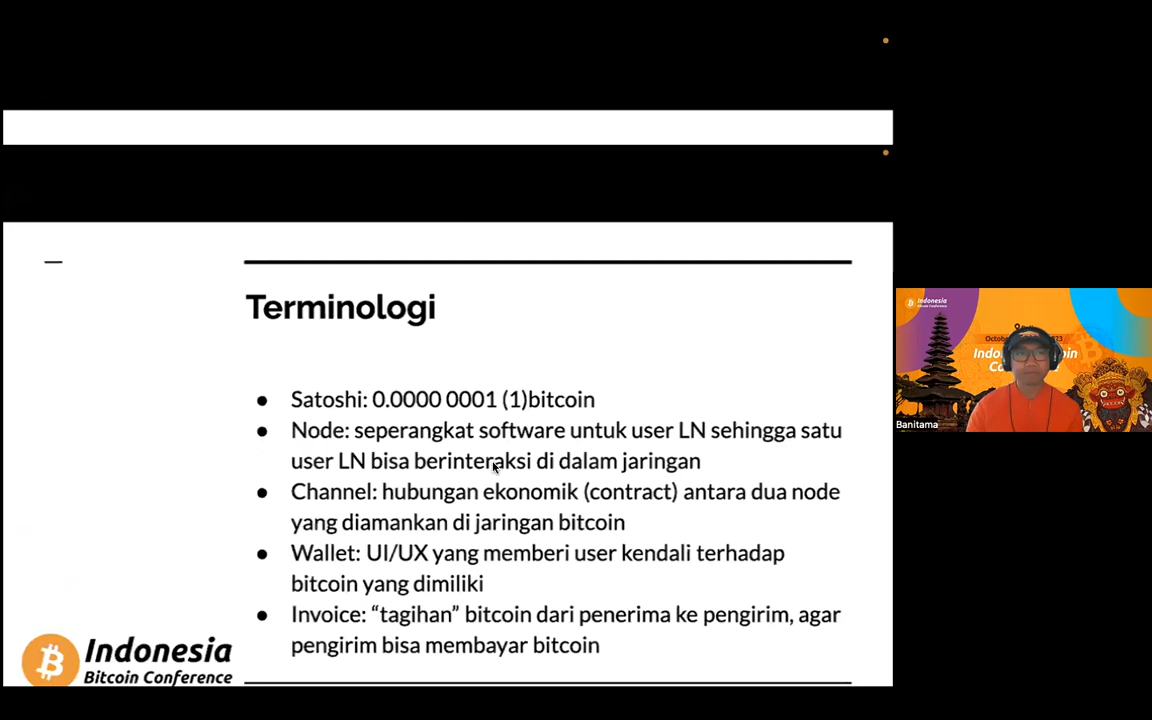 Terminologi
● Satoshi: 0.0000 0001 (1)bitcoin
● Node: seperangkat software untuk user LN sehingga satu
user LN bisa berinteraksi di dalam jaringan
● Channel: hubungan ekonomik (contract) antara dua node
yang diamankan di jaringan bitcoin
● Wallet: UI/UX yang memberi user kendali terhadap
bitcoin yang dimiliki
● Invoice: “tagihan” bitcoin dari penerima ke pengirim, agar
pengirim bisa membayar bitcoin
Indonesia
Bitcoin Conference
Indonesia
Bitcoin Conference
Banitama